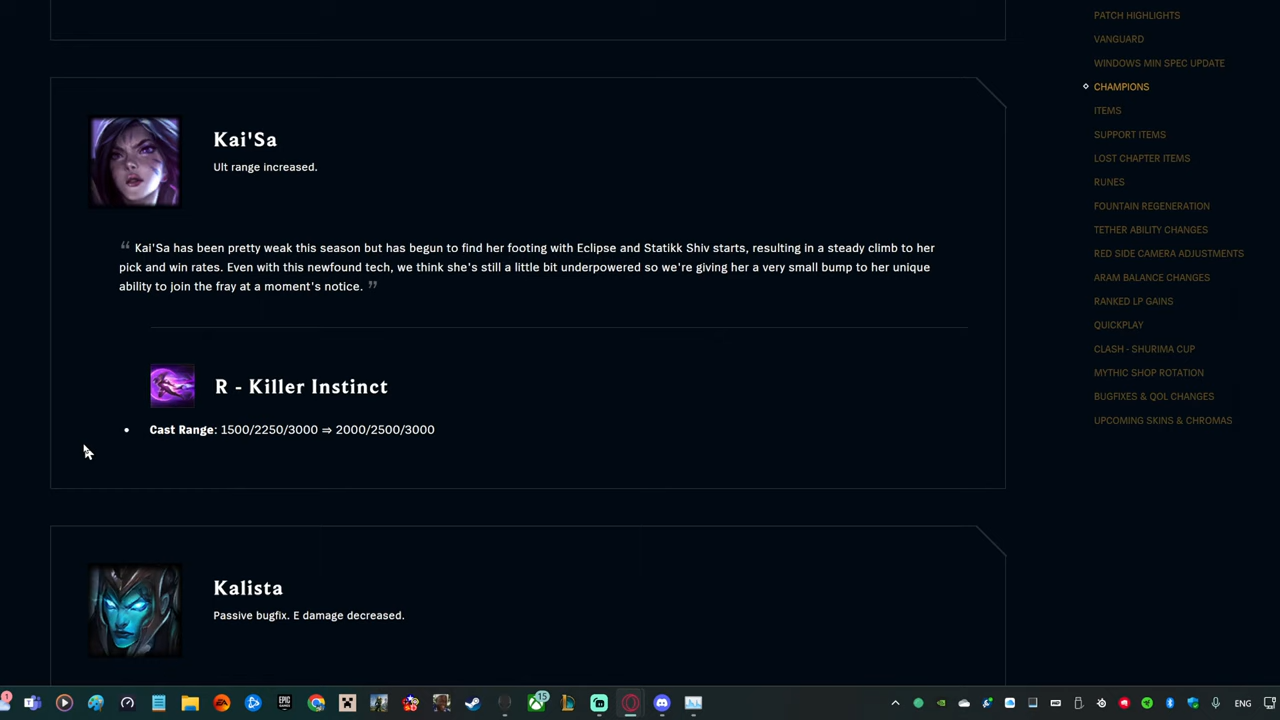 PATCH HIGHLIGHTS
VANGUARD
WINDOWS MIN SPEC UPDATE
CHAMPIONS
ITEMS
SUPPORT ITEMS
LOST CHAPTER ITEMS
RUNES
FOUNTAIN REGENERATION
TETHER ABILITY CHANGES
RED SIDE CAMERA ADJUSTMENTS
ARAM BALANCE CHANGES
RANKED LP GAINS
QUICKPLAY
CLASH - SHURIMA CUP
MYTHIC SHOP ROTATION
BUGFIXES & QOL CHANGES
UPCOMING SKINS & CHROMAS
Kai'Sa
Ult range increased.
“ Kai'Sa has been pretty weak this season but has begun to find her footing with Eclipse and Statikk Shiv starts, resulting in a steady climb to her
pick and win rates. Even with this newfound tech, we think she's still a little bit underpowered so we're giving her a very small bump to her unique
ability to join the fray at a moment's notice. ”
R - Killer Instinct
• Cast Range: 1500/2250/3000 ⇒ 2000/2500/3000
Kalista
Passive bugfix. E damage decreased.
1
EA
EPIC GAMES
15
ENG